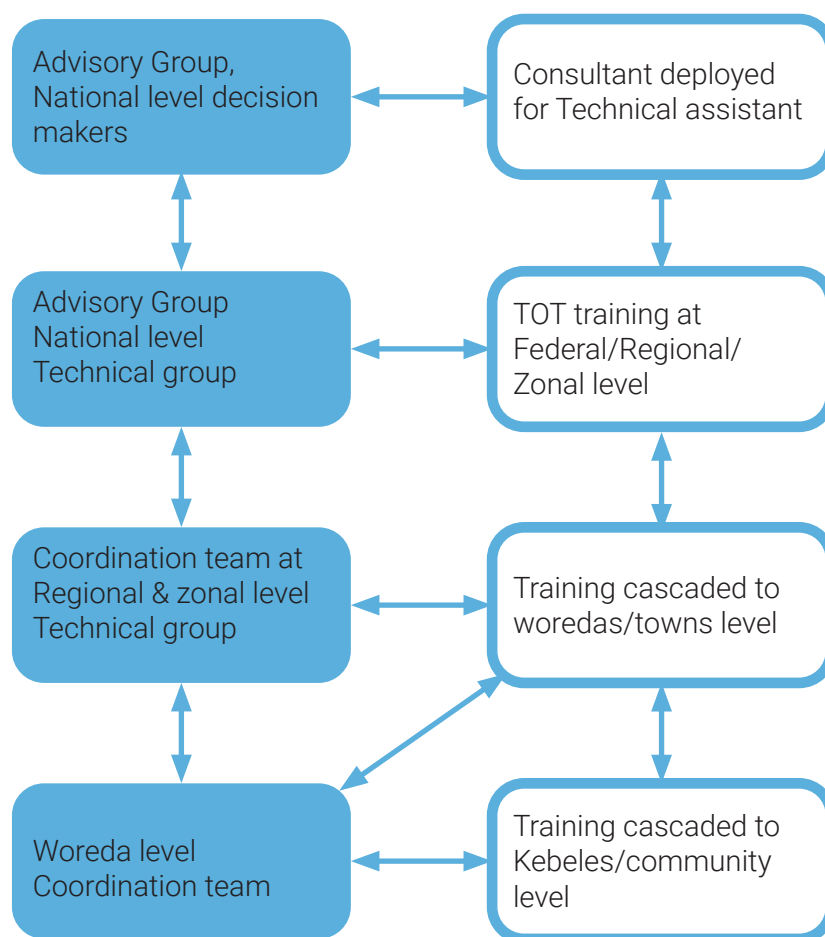 Advisory Group,
National level decision
makers
Consultant deployed
for Technical assistant
Advisory Group
National level
Technical group
TOT training at
Federal/Regional/
Zonal level
Coordination team at
Regional & zonal level
Technical group
Training cascaded to
woredas/towns level
Woreda level
Coordination team
Training cascaded to
Kebeles/community
level